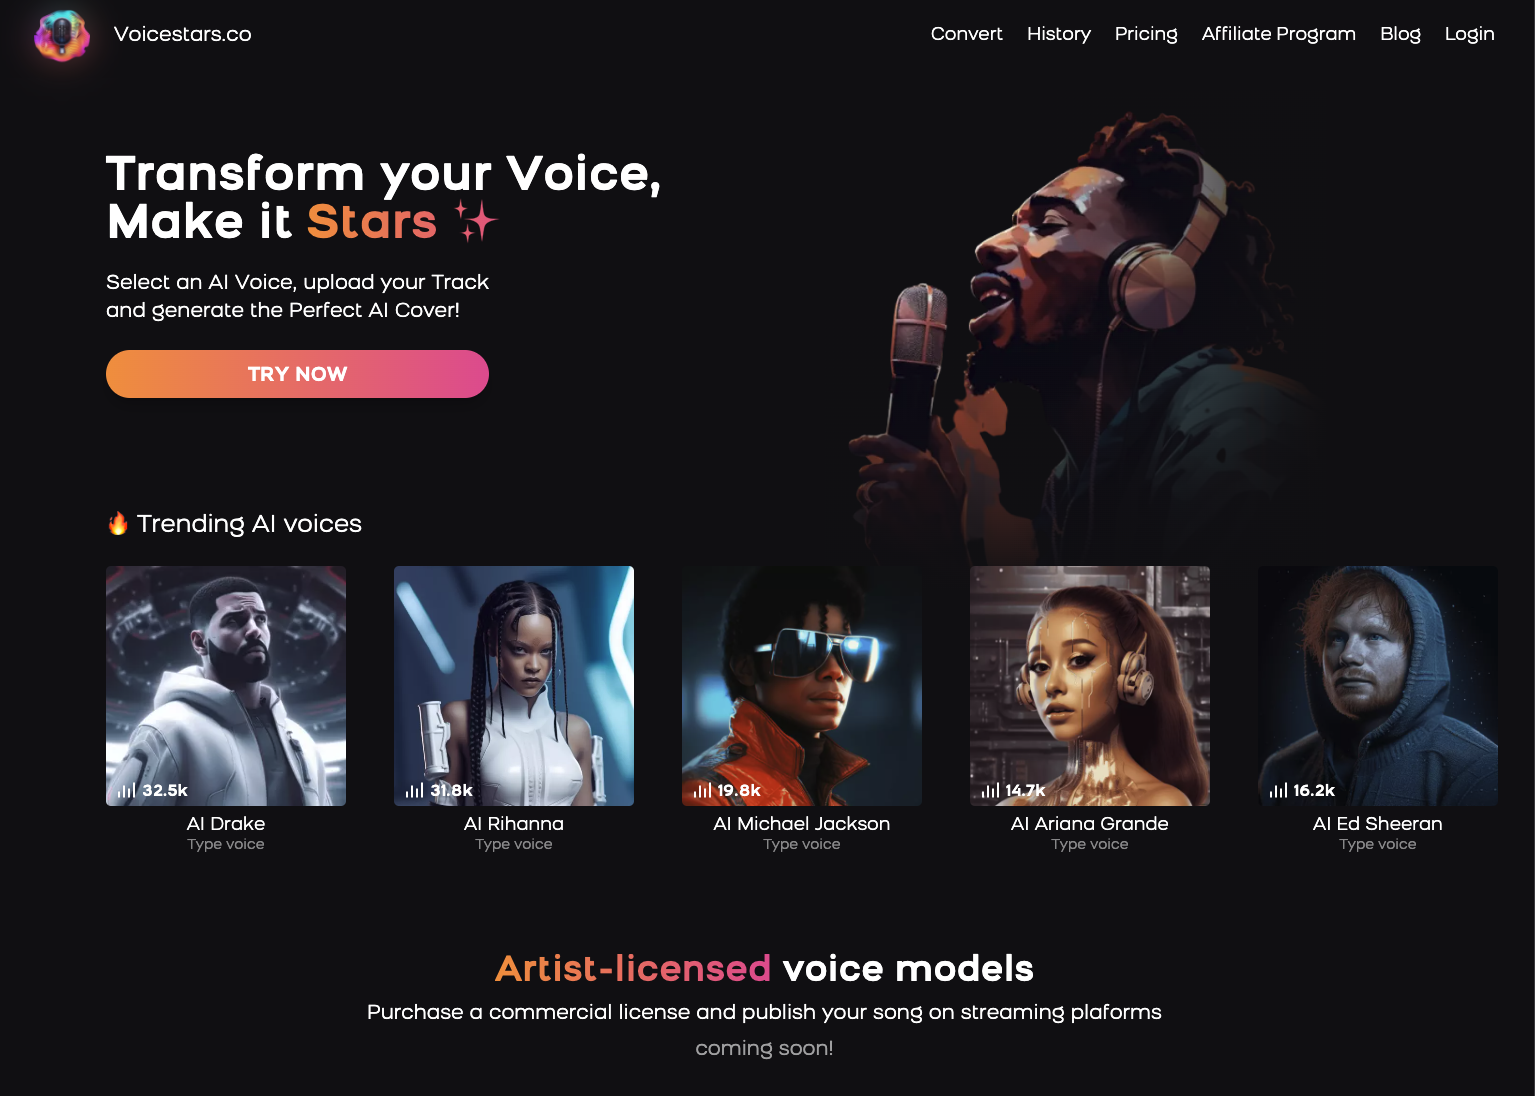 Voicestars.co
Convert History Pricing Affiliate Program Blog Login
Transform your Voice,
Make it Stars ✨
Select an AI Voice, upload your Track
and generate the Perfect AI Cover!
TRY NOW
🔥 Trending AI voices
32.5k 31.8k 19.8k 14.7k 16.2k
AI Drake AI Rihanna AI Michael Jackson AI Ariana Grande AI Ed Sheeran
Type voice Type voice Type voice Type voice Type voice
Artist-licensed voice models
Purchase a commercial license and publish your song on streaming plaforms
coming soon!